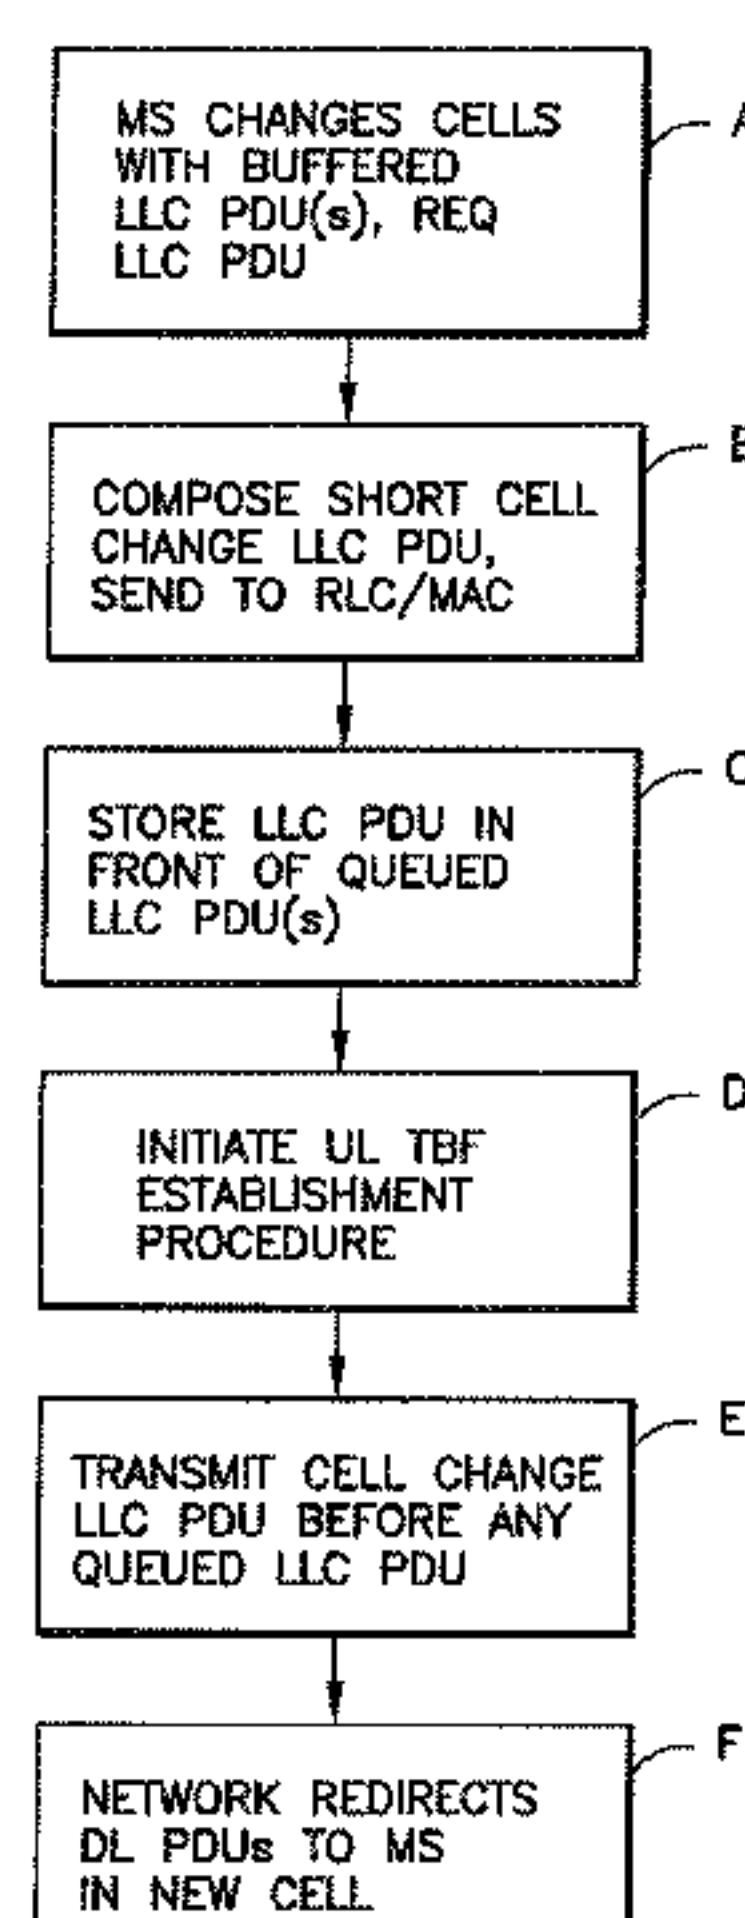 MS CHANGES CELLS
WITH BUFFERED
LLC PDU(s), REQ
LLC PDU
A
COMPOSE SHORT CELL
CHANGE LLC PDU,
SEND TO RLC/MAC
B
STORE LLC PDU IN
FRONT OF QUEUED
LLC PDU(s)
C
INITIATE UL TBF
ESTABLISHMENT
PROCEDURE
D
TRANSMIT CELL CHANGE
LLC PDU BEFORE ANY
QUEUED LLC PDU
E
NETWORK REDIRECTS
DL PDUs TO MS
IN NEW CELL
F